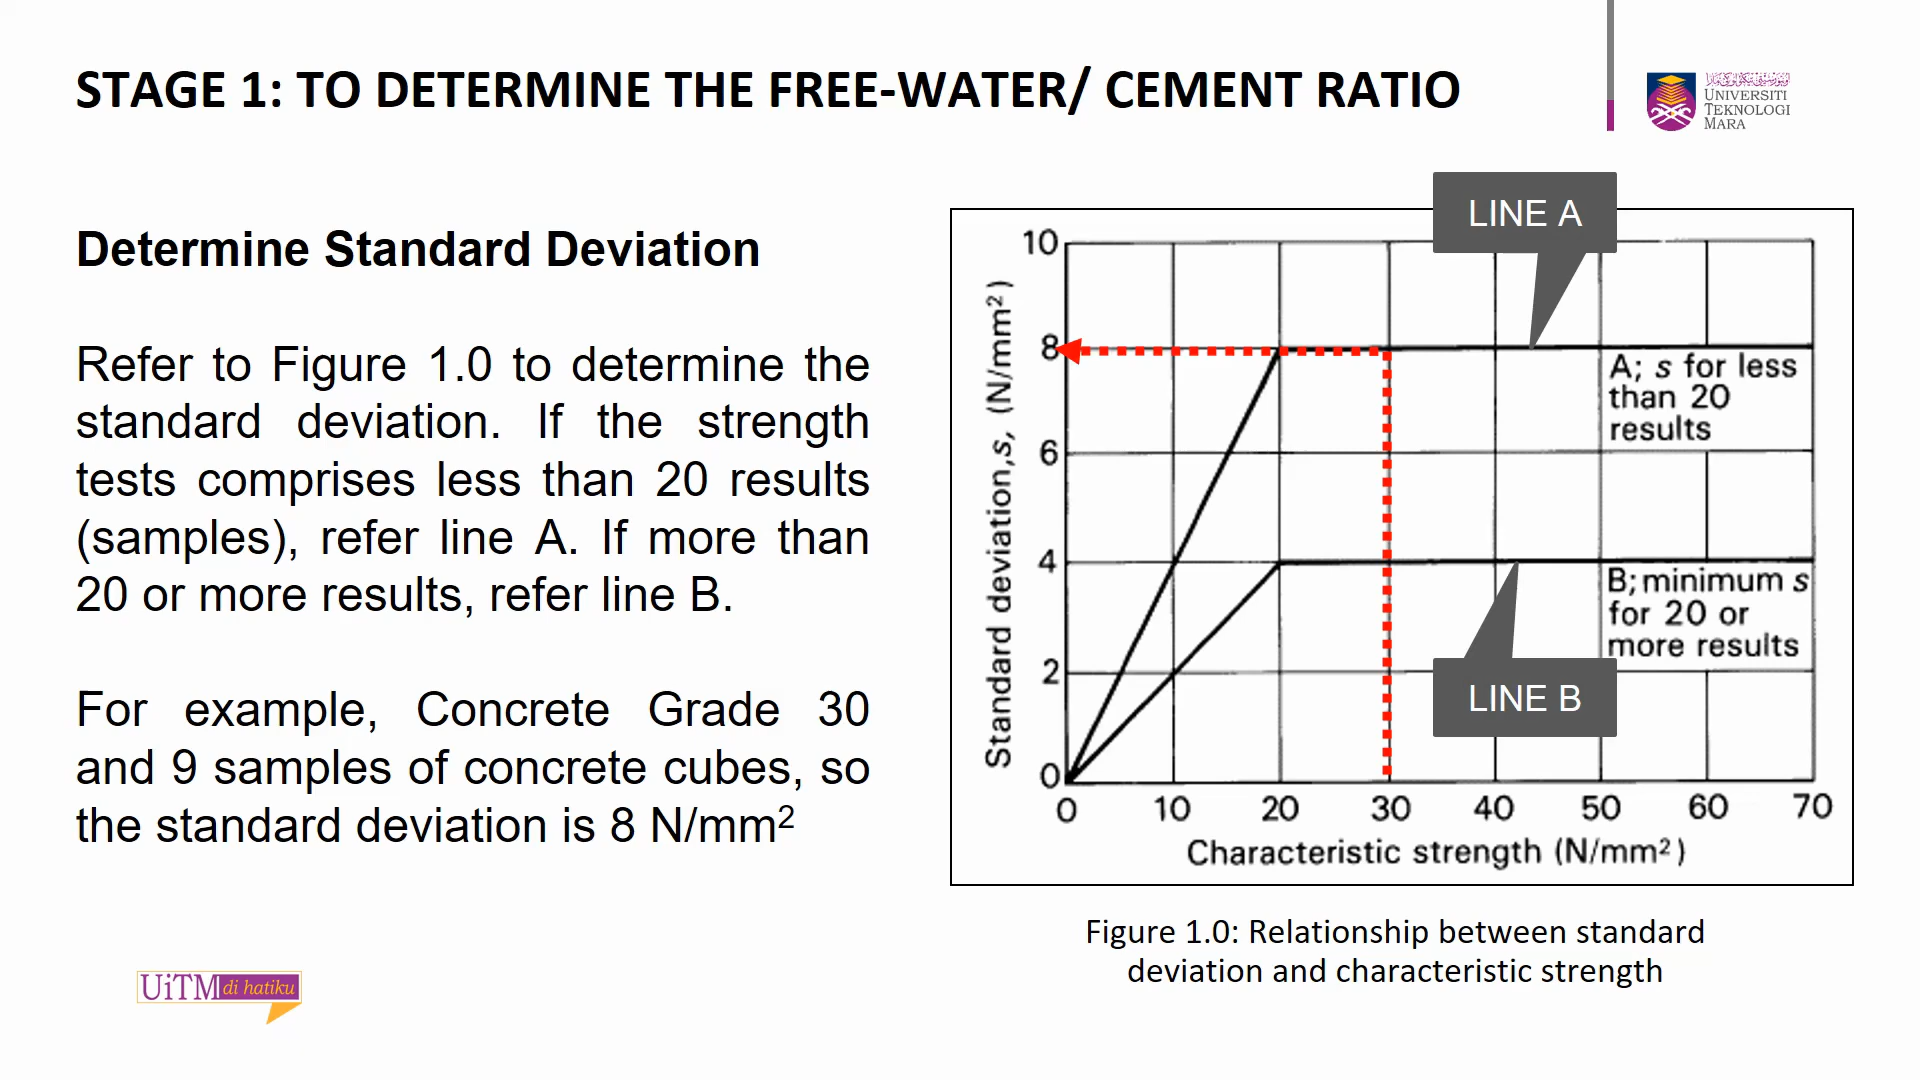 STAGE 1: TO DETERMINE THE FREE-WATER/ CEMENT RATIO
UNIVERSITI
TEKNOLOGI
MARA
Determine Standard Deviation
Refer to Figure 1.0 to determine the
standard deviation. If the strength
tests comprises less than 20 results
(samples), refer line A. If more than
20 or more results, refer line B.
For example, Concrete Grade 30
and 9 samples of concrete cubes, so
the standard deviation is 8 N/mm²
LINE A
10
8
6
4
2
0
Standard deviation, s, (N/mm²)
A; s for less
than 20
results
B; minimum s
for 20 or
more results
LINE B
0 10 20 30 40 50 60 70
Characteristic strength (N/mm²)
Figure 1.0: Relationship between standard
deviation and characteristic strength
UiTM di hatiku